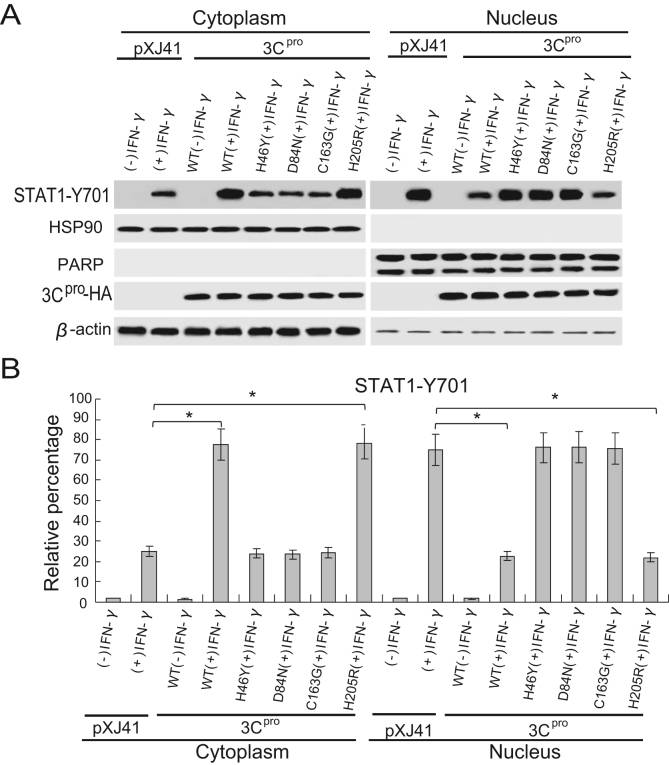 A
Cytoplasm Nucleus
pXJ41 3Cpro pXJ41 3Cpro
(-)IFN-γ (+)IFN-γ WT(-)IFN-γ WT(+)IFN-γ H46Y(+)IFN-γ D84N(+)IFN-γ C163G(+)IFN-γ H205R(+)IFN-γ (-)IFN-γ (+)IFN-γ WT(-)IFN-γ WT(+)IFN-γ H46Y(+)IFN-γ D84N(+)IFN-γ C163G(+)IFN-γ H205R(+)IFN-γ
STAT1-Y701
HSP90
PARP
3Cpro-HA
β-actin
B
STAT1-Y701
Relative percentage
100
90
80
70
60
50
40
30
20
10
0
* * * *
(-)IFN-γ (+)IFN-γ WT(-)IFN-γ WT(+)IFN-γ H46Y(+)IFN-γ D84N(+)IFN-γ C163G(+)IFN-γ H205R(+)IFN-γ (-)IFN-γ (+)IFN-γ WT(-)IFN-γ WT(+)IFN-γ H46Y(+)IFN-γ D84N(+)IFN-γ C163G(+)IFN-γ H205R(+)IFN-γ
pXJ41 3Cpro pXJ41 3Cpro
Cytoplasm Nucleus